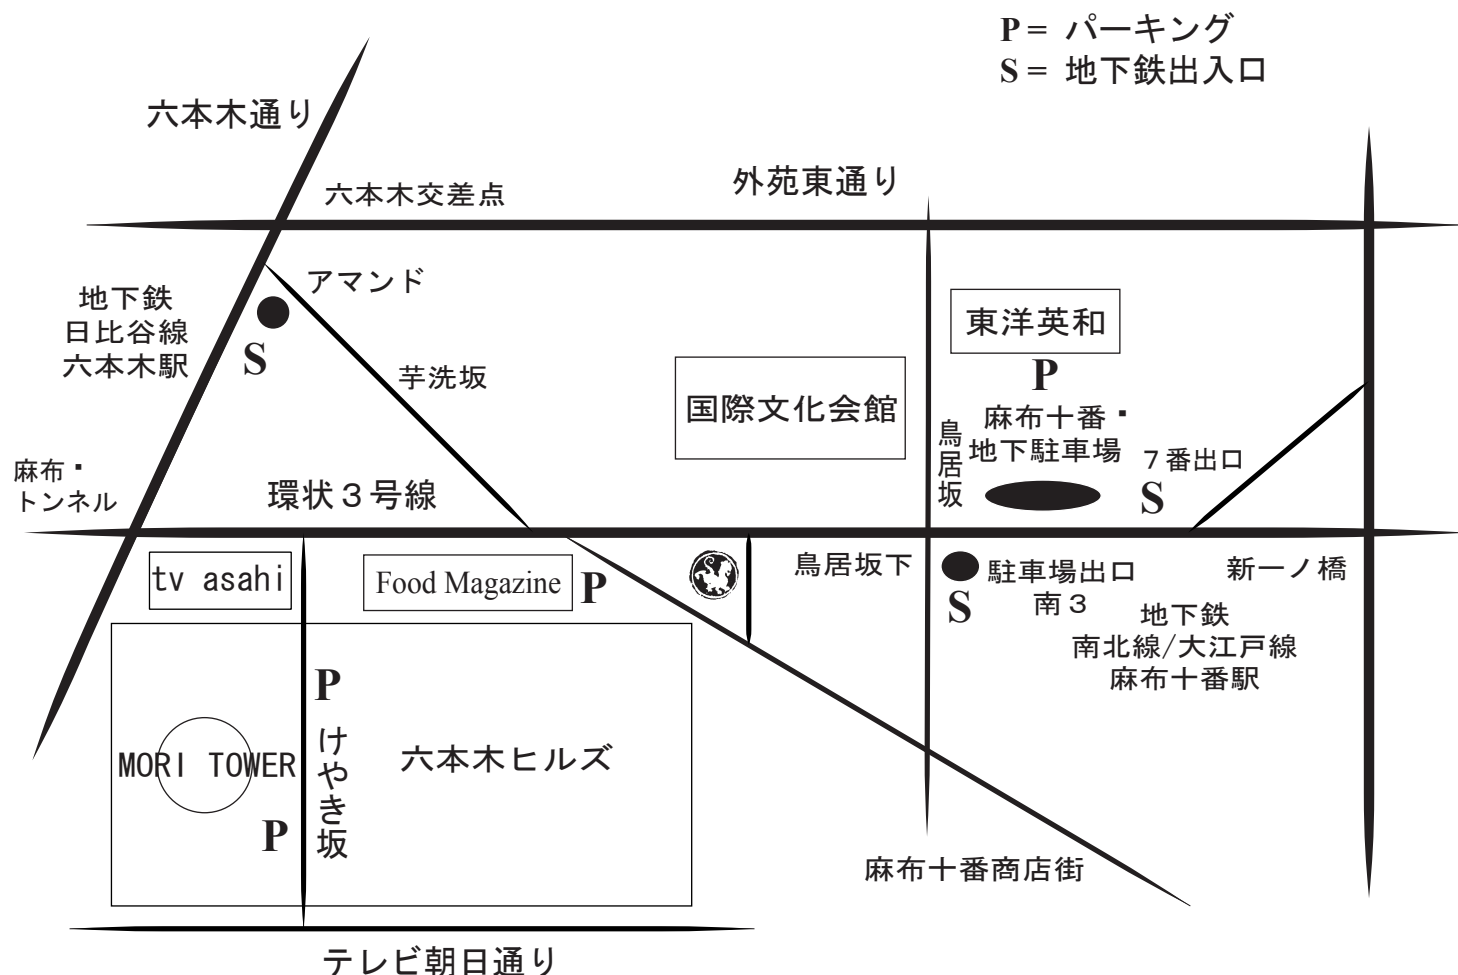 P = パーキング
S = 地下鉄出入口
六本木通り
外苑東通り
六本木交差点
アマンド
地下鉄
日比谷線
六本木駅
S
芋洗坂
東洋英和
P
国際文化会館
鳥居坂
麻布十番・
地下駐車場
7番出口
S
麻布・
トンネル
環状3号線
tv asahi
Food Magazine
P
鳥居坂下
S
駐車場出口
南3
新一ノ橋
地下鉄
南北線/大江戸線
麻布十番駅
P
けやき坂
MORI TOWER
P
六本木ヒルズ
麻布十番商店街
テレビ朝日通り